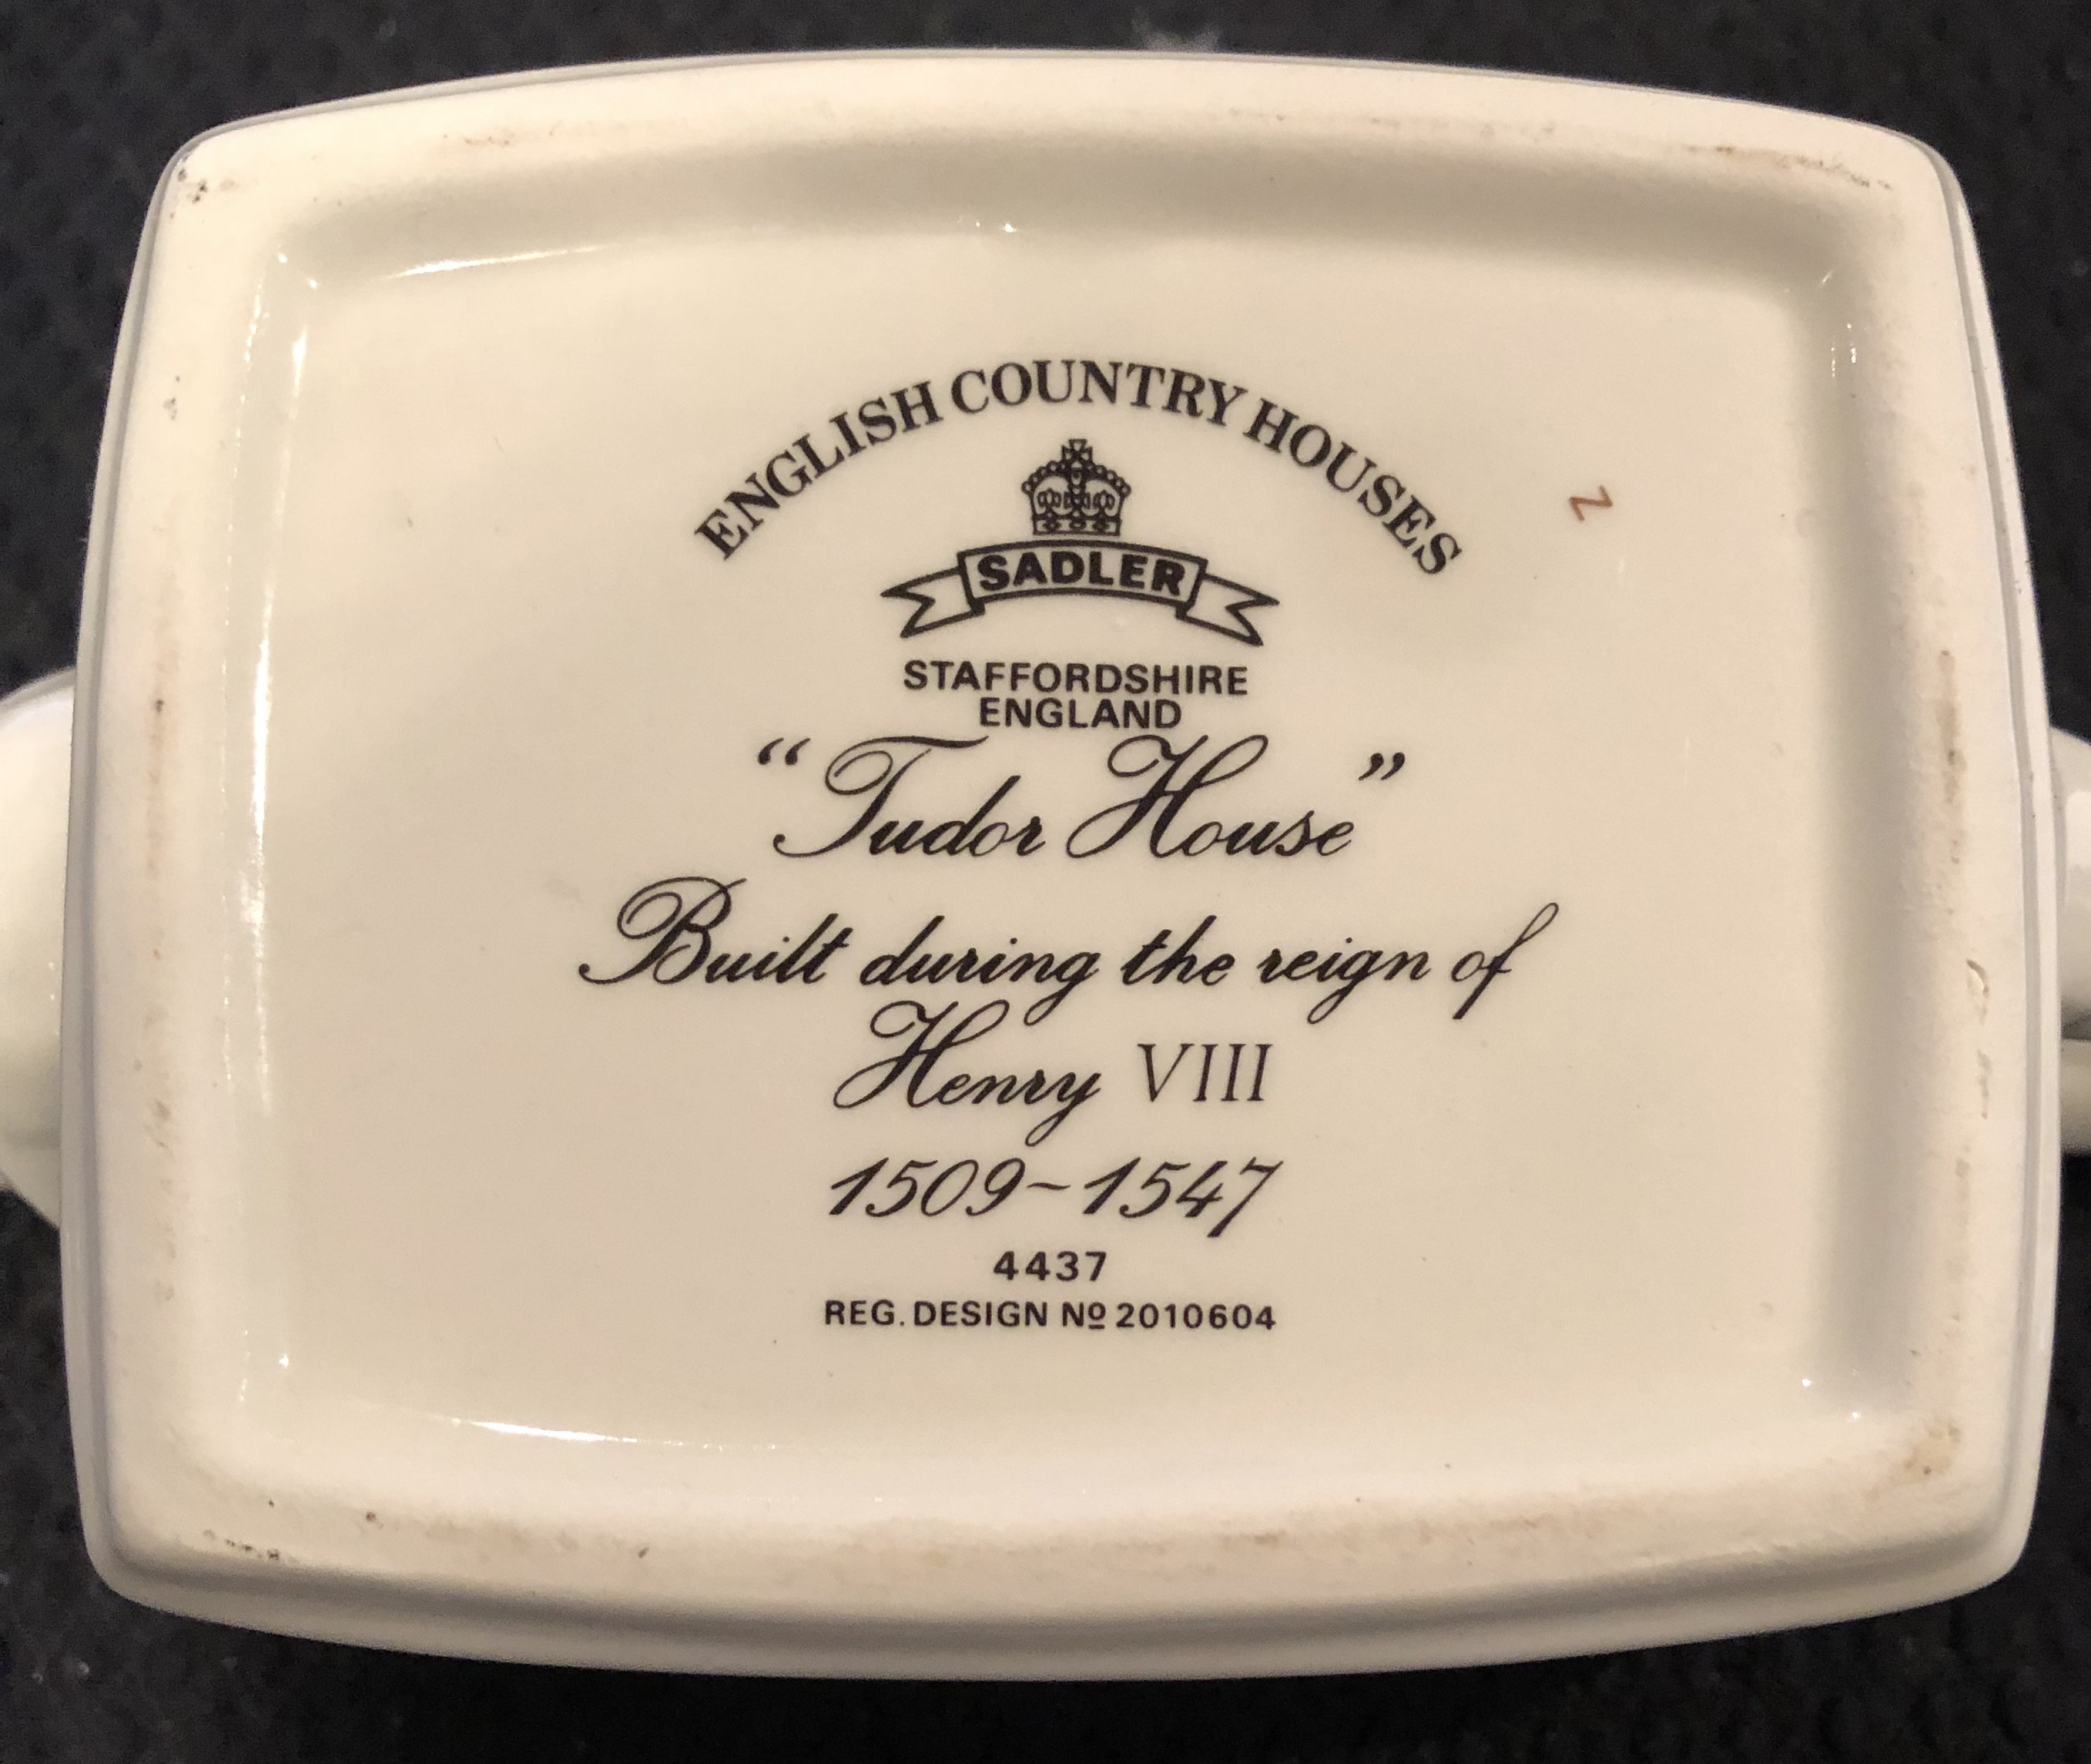 ENGLISH COUNTRY HOUSES
SADLER
STAFFORDSHIRE
ENGLAND
“Tudor House”
Built during the reign of
Henry VIII
1509~1547
4437
REG. DESIGN Nº 2010604